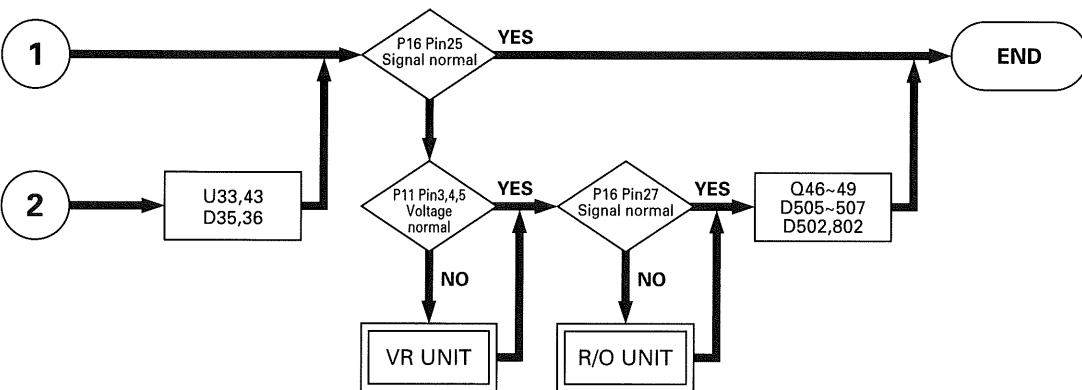 1
P16 Pin25
Signal normal
YES
END
2
U33,43
D35,36
P11 Pin3,4,5
Voltage
normal
YES
P16 Pin27
Signal normal
YES
Q46~49
D505~507
D502,802
NO
NO
VR UNIT
R/O UNIT